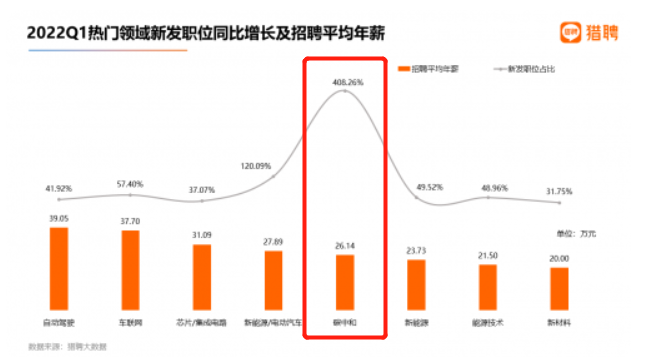 2022Q1热门领域新发职位同比增长及招聘平均年薪
猎聘
猎聘
招聘平均年薪 新发职位占比
408.26%
120.09%
41.92% 57.40% 37.07% 49.52% 48.96% 31.75%
单位：万元
39.05 37.70 31.09 27.89 26.14 23.73 21.50 20.00
自动驾驶 车联网 芯片/集成电路 新能源/电动汽车 碳中和 新能源 能源技术 新材料
数据来源：猎聘大数据